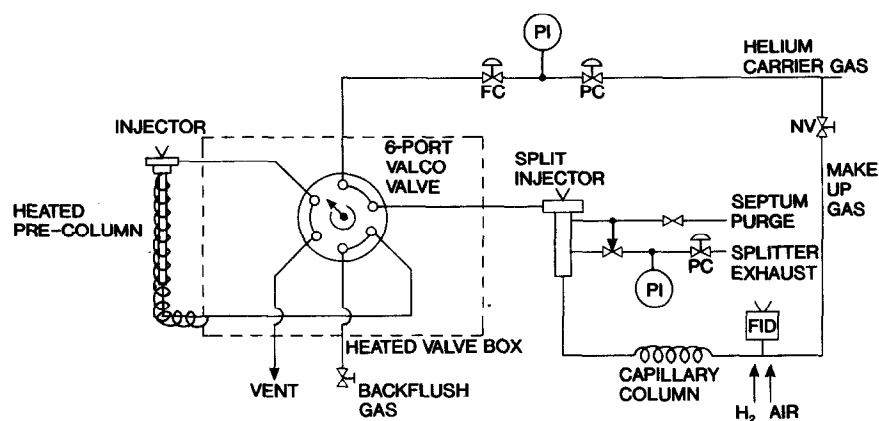 PI
HELIUM
CARRIER GAS
FC
PC
INJECTOR
6-PORT
VALCO
VALVE
NV
SPLIT
INJECTOR
MAKE
UP
GAS
HEATED
PRE-COLUMN
SEPTUM
PURGE
SPLITTER
EXHAUST
PC
PI
FID
HEATED VALVE BOX
VENT
BACKFLUSH
GAS
CAPILLARY
COLUMN
H₂ AIR